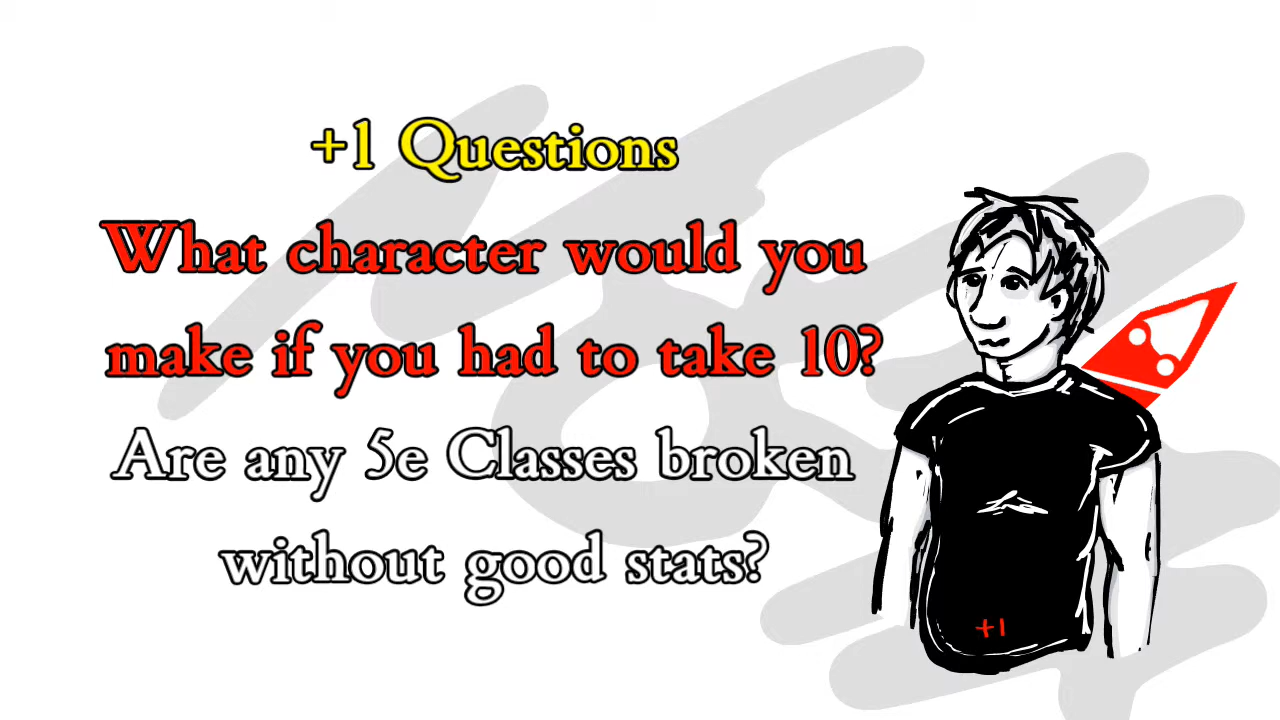 +1 Questions
What character would you
make if you had to take 10?
Are any 5e Classes broken
without good stats?
+1